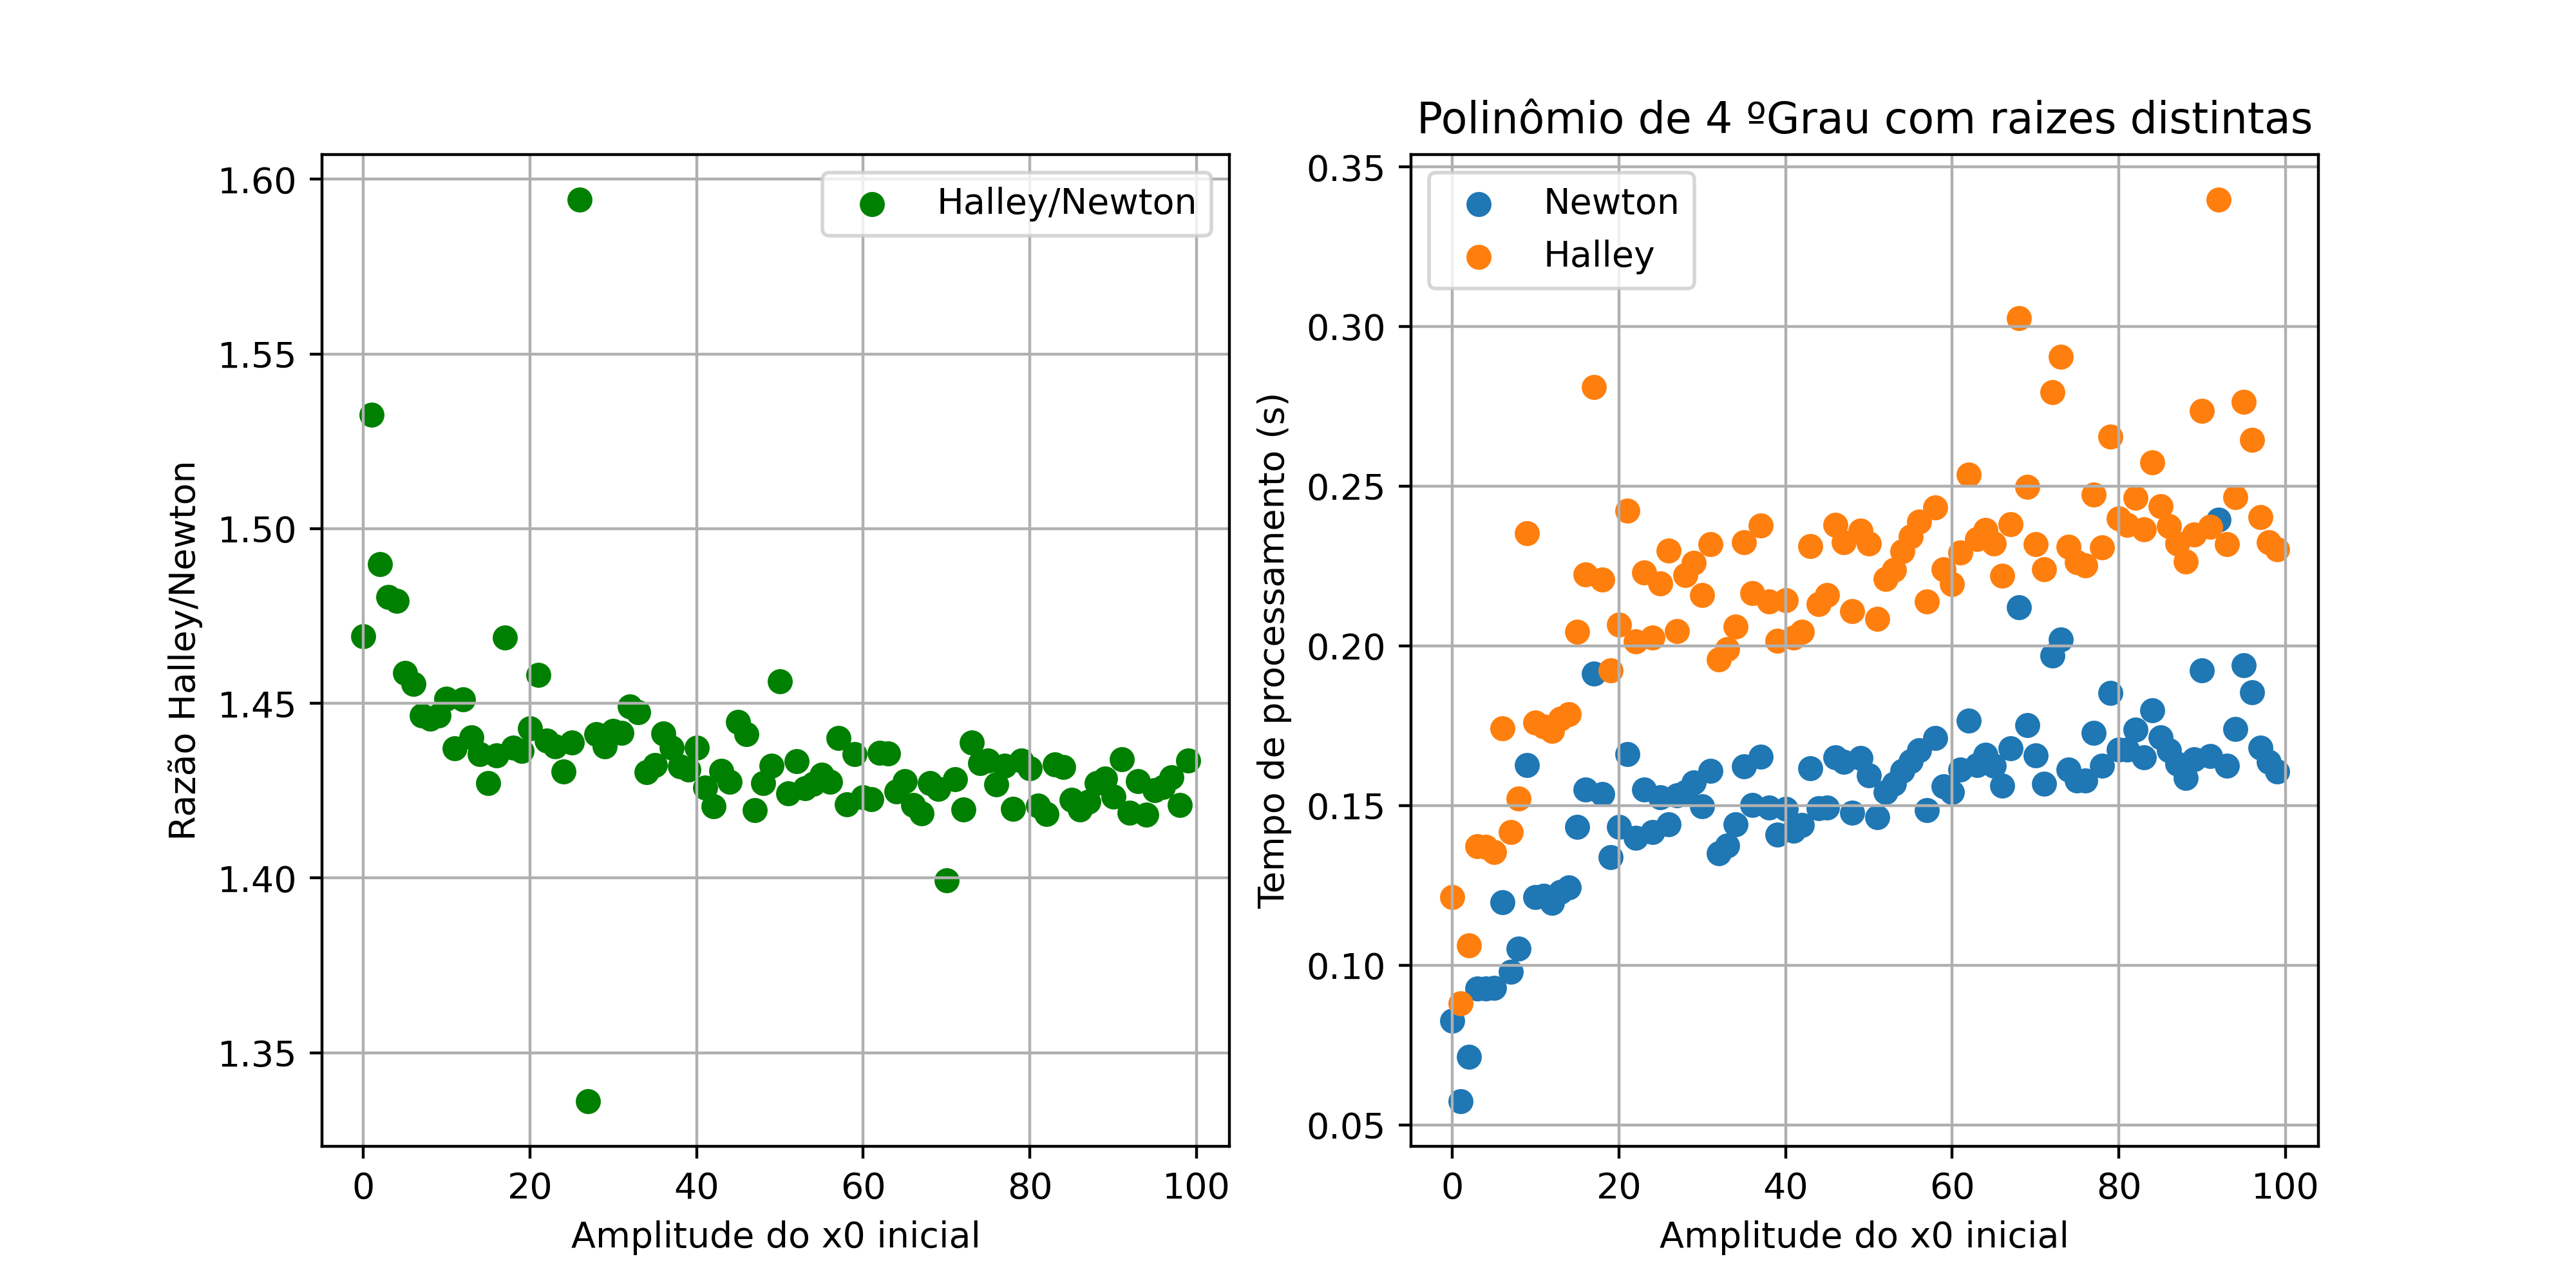 Polinômio de 4 ºGrau com raizes distintas
1.60
1.55
1.50
1.45
1.40
1.35
Razão Halley/Newton
Halley/Newton
0 20 40 60 80 100
Amplitude do x0 inicial
0.35
0.30
0.25
0.20
0.15
0.10
0.05
Tempo de processamento (s)
Newton
Halley
0 20 40 60 80 100
Amplitude do x0 inicial